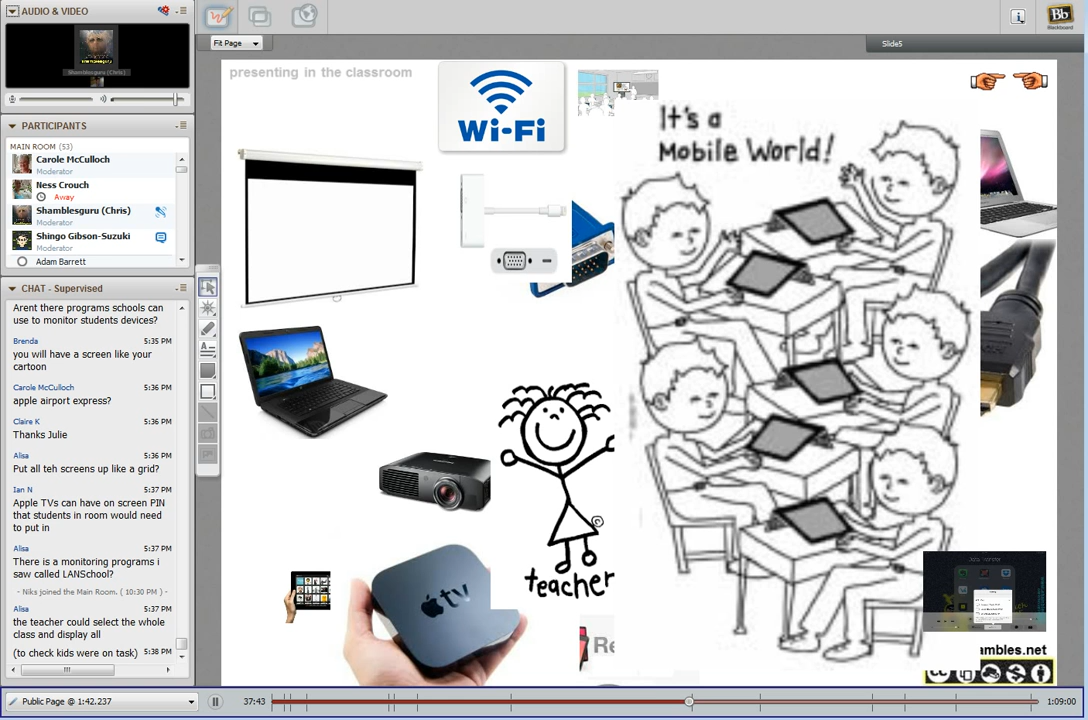 AUDIO & VIDEO
Shamblesguru (Chris)
PARTICIPANTS
MAIN ROOM (53)
Carole McCulloch
Moderator
Ness Crouch
Away
Shamblesguru (Chris)
Moderator
Shingo Gibson-Suzuki
Moderator
Adam Barrett
CHAT - Supervised
Arent there programs schools can
use to monitor students devices?
Brenda 5:35 PM
you will have a screen like your
cartoon
Carole McCulloch 5:36 PM
apple airport express?
Claire K 5:36 PM
Thanks Julie
Alisa 5:36 PM
Put all teh screens up like a grid?
Ian N 5:37 PM
Apple TVs can have on screen PIN
that students in room would need
to put in
Alisa 5:37 PM
There is a monitoring programs i
saw called LANSchool?
- Niks joined the Main Room. ( 10:30 PM ) -
Alisa 5:37 PM
the teacher could select the whole
class and display all
(to check kids were on task) 5:38 PM
Bb
Blackboard
Fit Page
Slide5
presenting in the classroom
Wi-Fi
It's a
Mobile World!
teacher
tv
Re
ambles.net
cc
Public Page @ 1:42.237
37:43
1:09:00